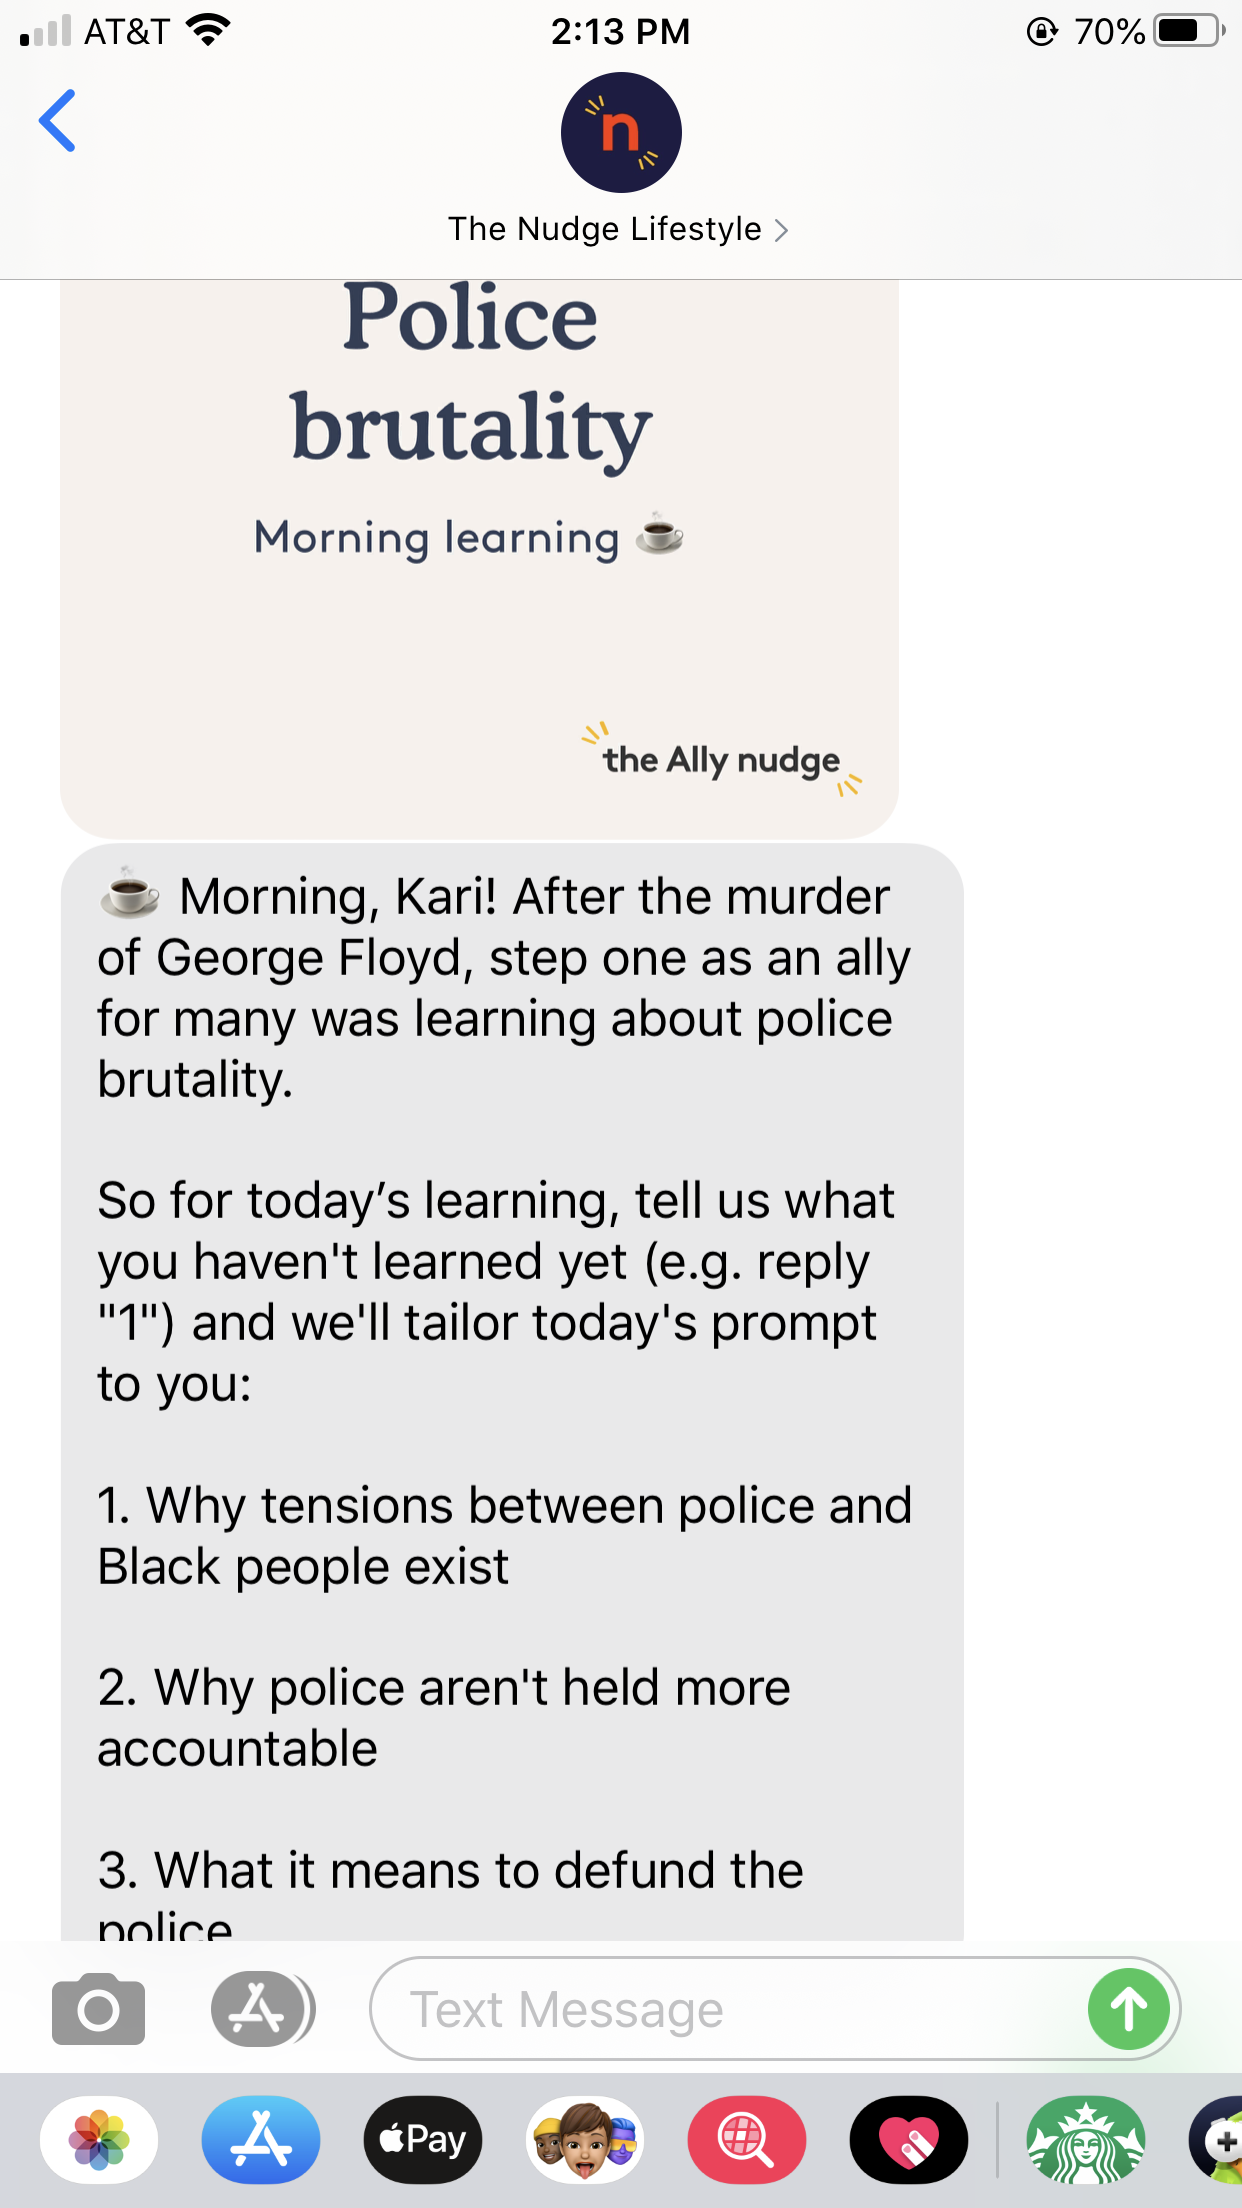 AT&T 2:13 PM 70%
n
The Nudge Lifestyle
Police
brutality
Morning learning
the Ally nudge
Morning, Kari! After the murder
of George Floyd, step one as an ally
for many was learning about police
brutality.
So for today’s learning, tell us what
you haven't learned yet (e.g. reply
"1") and we'll tailor today's prompt
to you:
1. Why tensions between police and
Black people exist
2. Why police aren't held more
accountable
3. What it means to defund the
police
Text Message
Pay